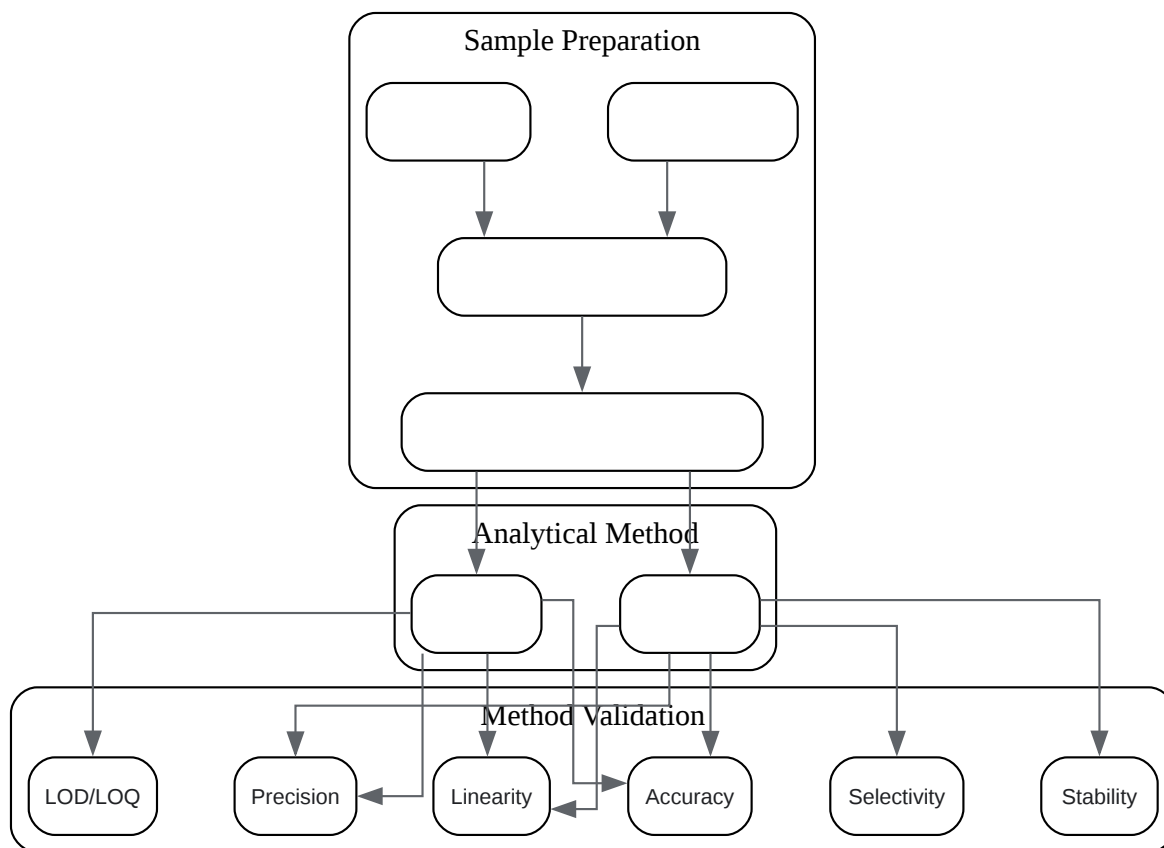 Sample Preparation
Analytical Method
Method Validation
LOD/LOQ
Precision
Linearity
Accuracy
Selectivity
Stability